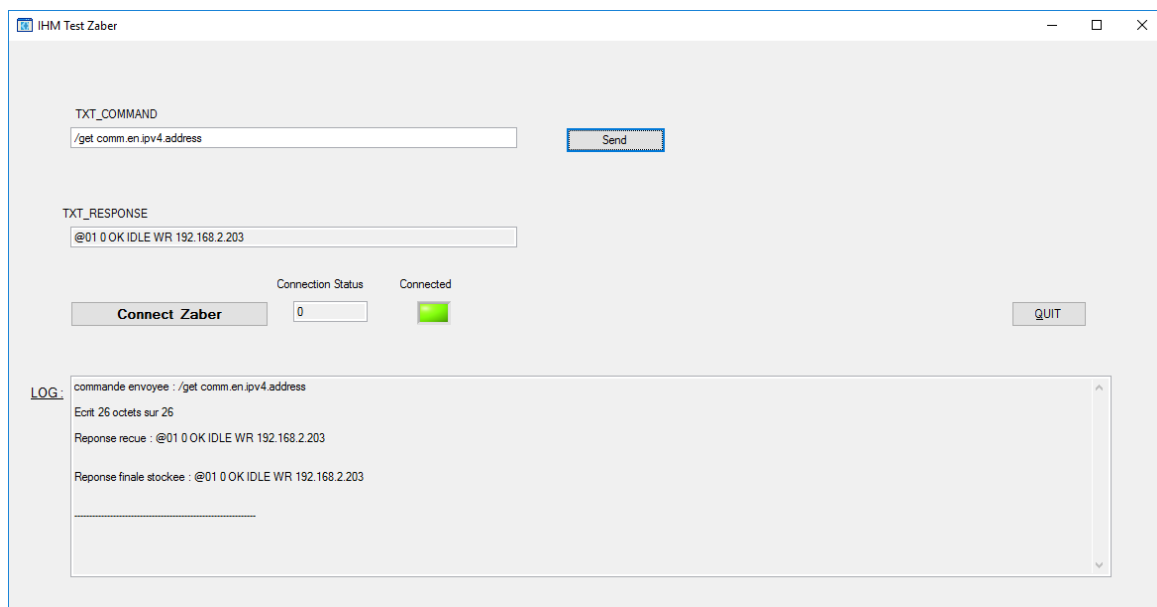 IHM Test Zaber
TXT_COMMAND
/get comm.en.ipv4.address
Send
TXT_RESPONSE
@01 0 OK IDLE WR 192.168.2.203
Connection Status
Connected
Connect Zaber
0
QUIT
LOG :
commande envoyee : /get comm.en.ipv4.address
Ecrit 26 octets sur 26
Reponse recue : @01 0 OK IDLE WR 192.168.2.203
Reponse finale stockee : @01 0 OK IDLE WR 192.168.2.203
------------------------------------------------------------